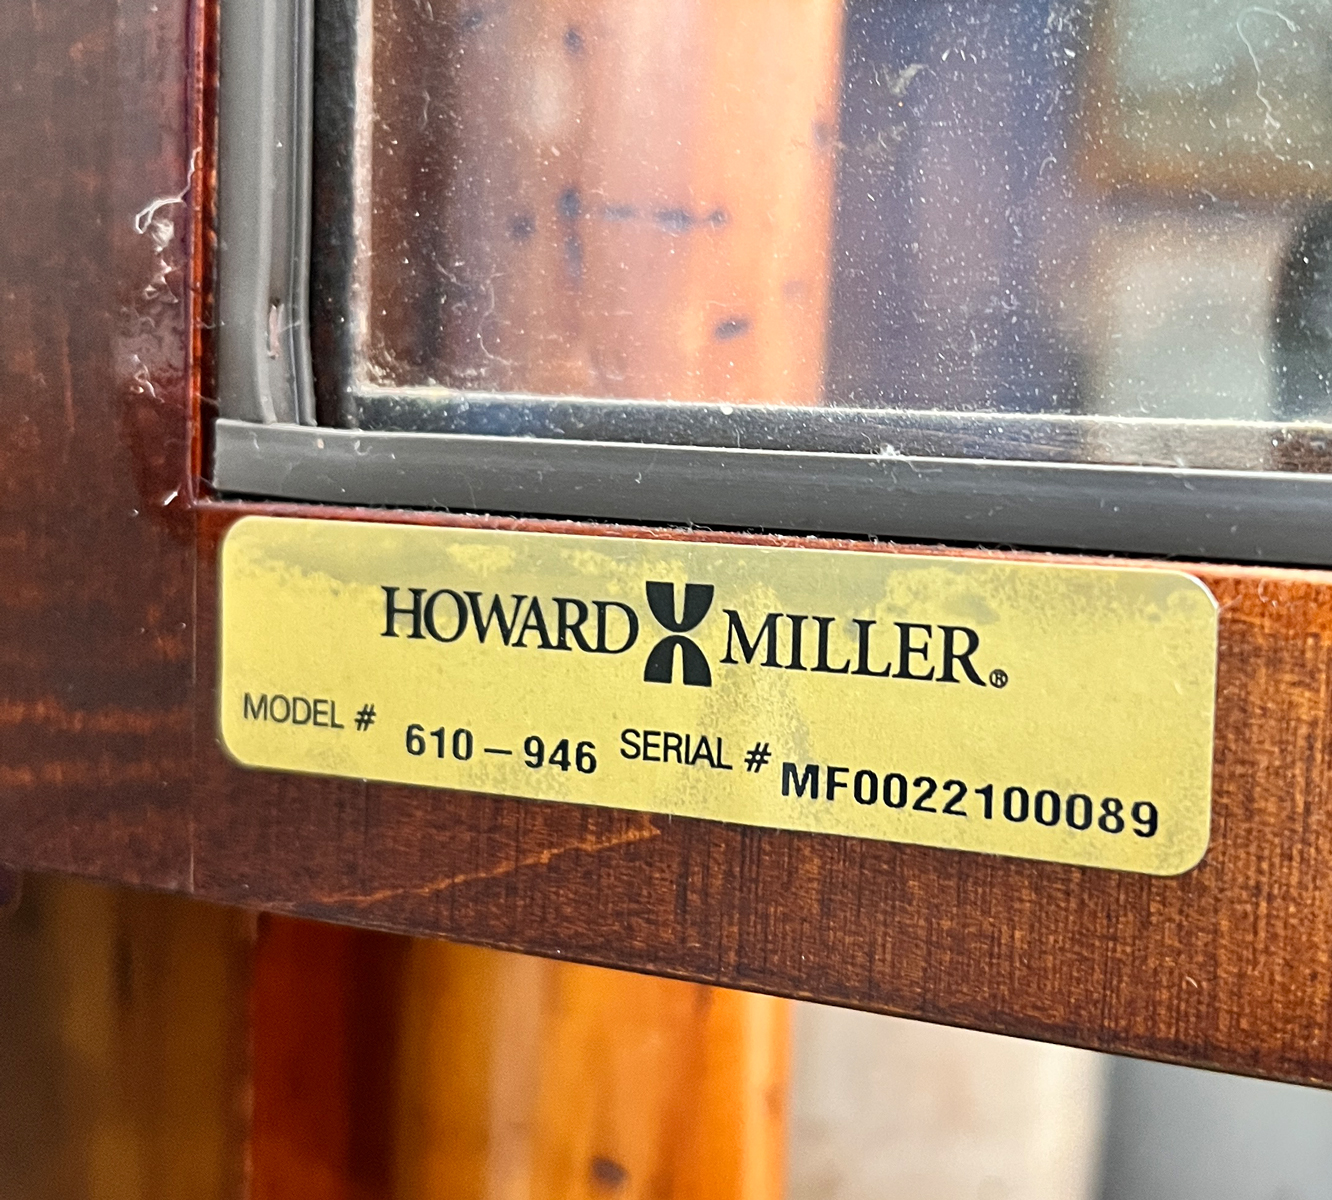 HOWARD MILLER®
MODEL # 610-946 SERIAL # MF0022100089